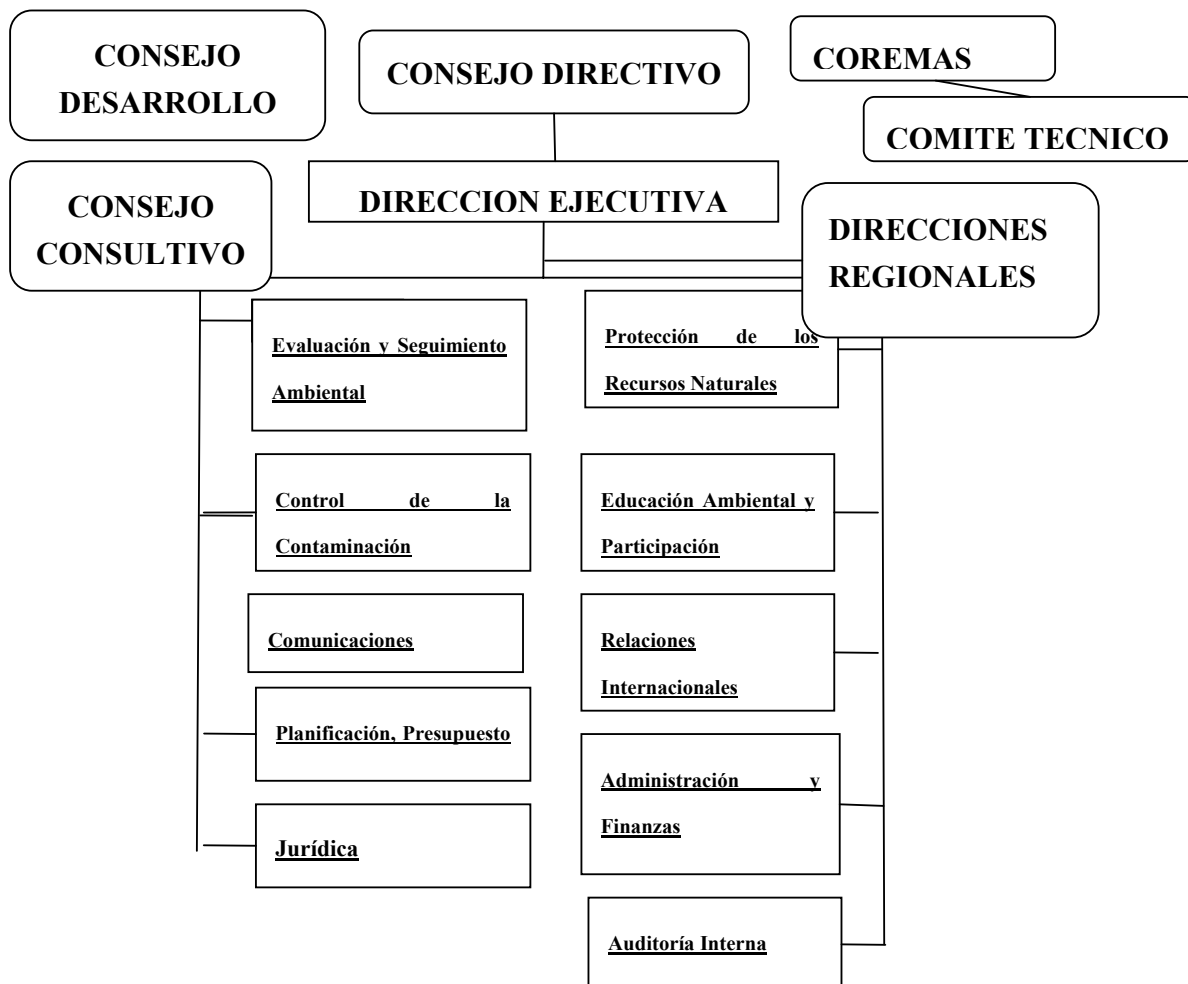 CONSEJO
DESARROLLO
CONSEJO DIRECTIVO
COREMAS
COMITE TECNICO
CONSEJO
CONSULTIVO
DIRECCION EJECUTIVA
DIRECCIONES
REGIONALES
Evaluación y Seguimiento
Ambiental
Protección de los
Recursos Naturales
Control de la
Contaminación
Educación Ambiental y
Participación
Comunicaciones
Relaciones
Internacionales
Planificación, Presupuesto
Administración y
Finanzas
Jurídica
Auditoría Interna